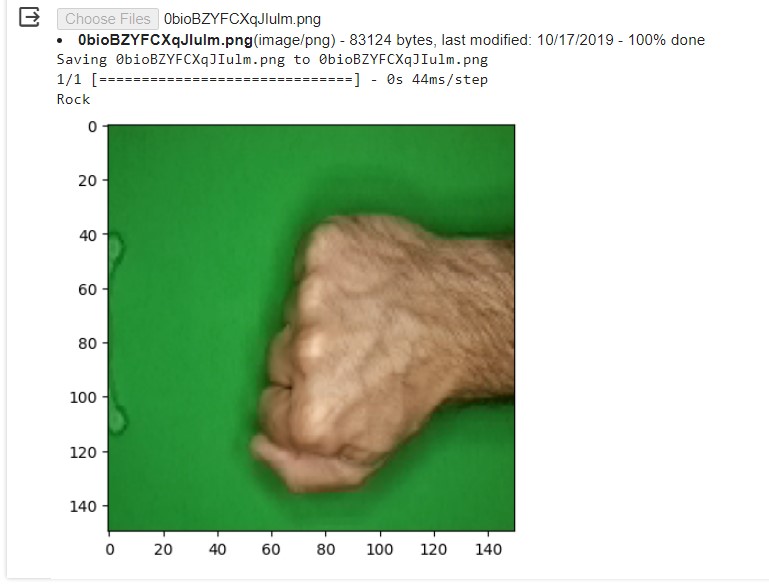 Choose Files 0bioBZYFCXqJIulm.png
0bioBZYFCXqJIulm.png(image/png) - 83124 bytes, last modified: 10/17/2019 - 100% done
Saving 0bioBZYFCXqJIulm.png to 0bioBZYFCXqJIulm.png
1/1 [==============================] - 0s 44ms/step
Rock
0
20
40
60
80
100
120
140
0 20 40 60 80 100 120 140